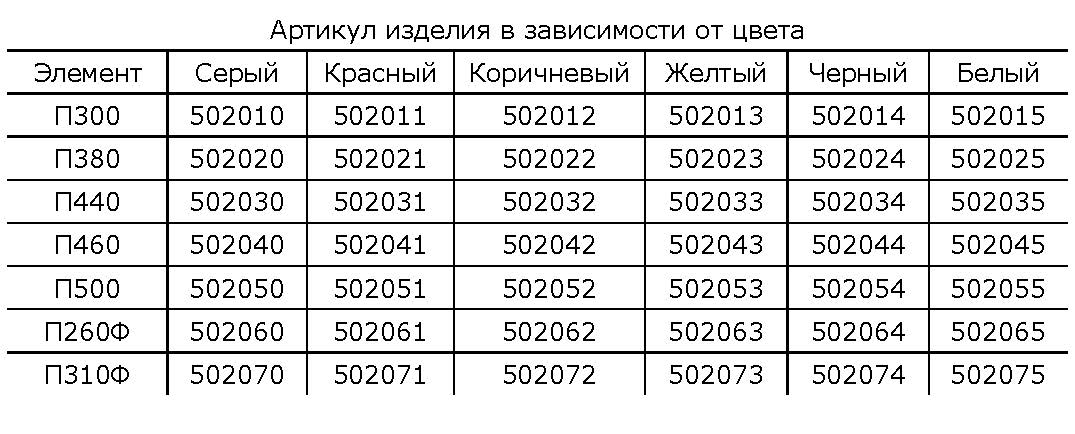 Артикул изделия в зависимости от цвета
Элемент Серый Красный Коричневый Желтый Черный Белый
П300 502010 502011 502012 502013 502014 502015
П380 502020 502021 502022 502023 502024 502025
П440 502030 502031 502032 502033 502034 502035
П460 502040 502041 502042 502043 502044 502045
П500 502050 502051 502052 502053 502054 502055
П260Ф 502060 502061 502062 502063 502064 502065
П310Ф 502070 502071 502072 502073 502074 502075